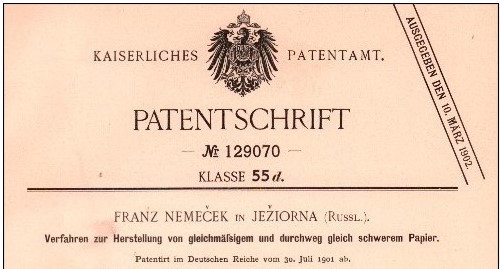 KAISERLICHES PATENTAMT.
AUSGEGEBEN DEN 10. MÄRZ 1902.
PATENTSCHRIFT
— № 129070 —
KLASSE 55 d.
FRANZ NEMEČEK IN JEŽIORNA (RUSSL.).
Verfahren zur Herstellung von gleichmäſsigem und durchweg gleich schwerem Papier.
Patentirt im Deutschen Reiche vom 30. Juli 1901 ab.